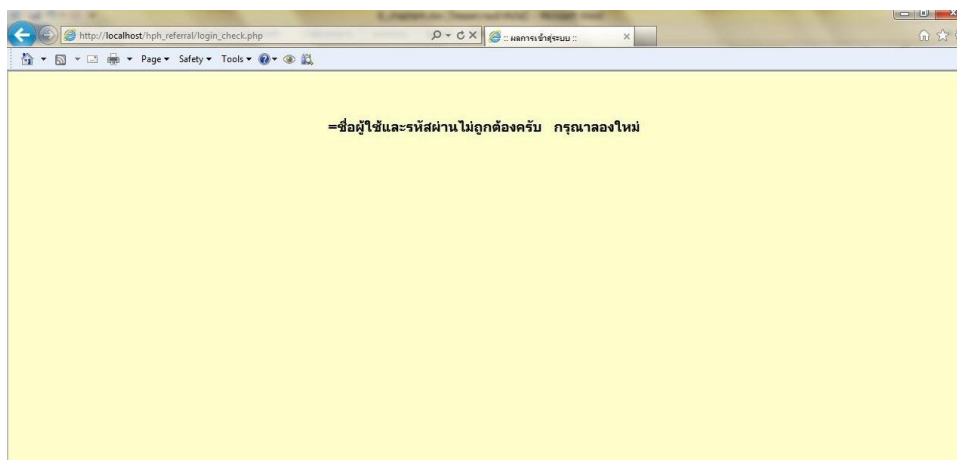 http://localhost/hph_referral/login_check.php
:: ผลการเข้าสู่ระบบ ::
Page Safety Tools
=ชื่อผู้ใช้และรหัสผ่านไม่ถูกต้องครับ กรุณาลองใหม่